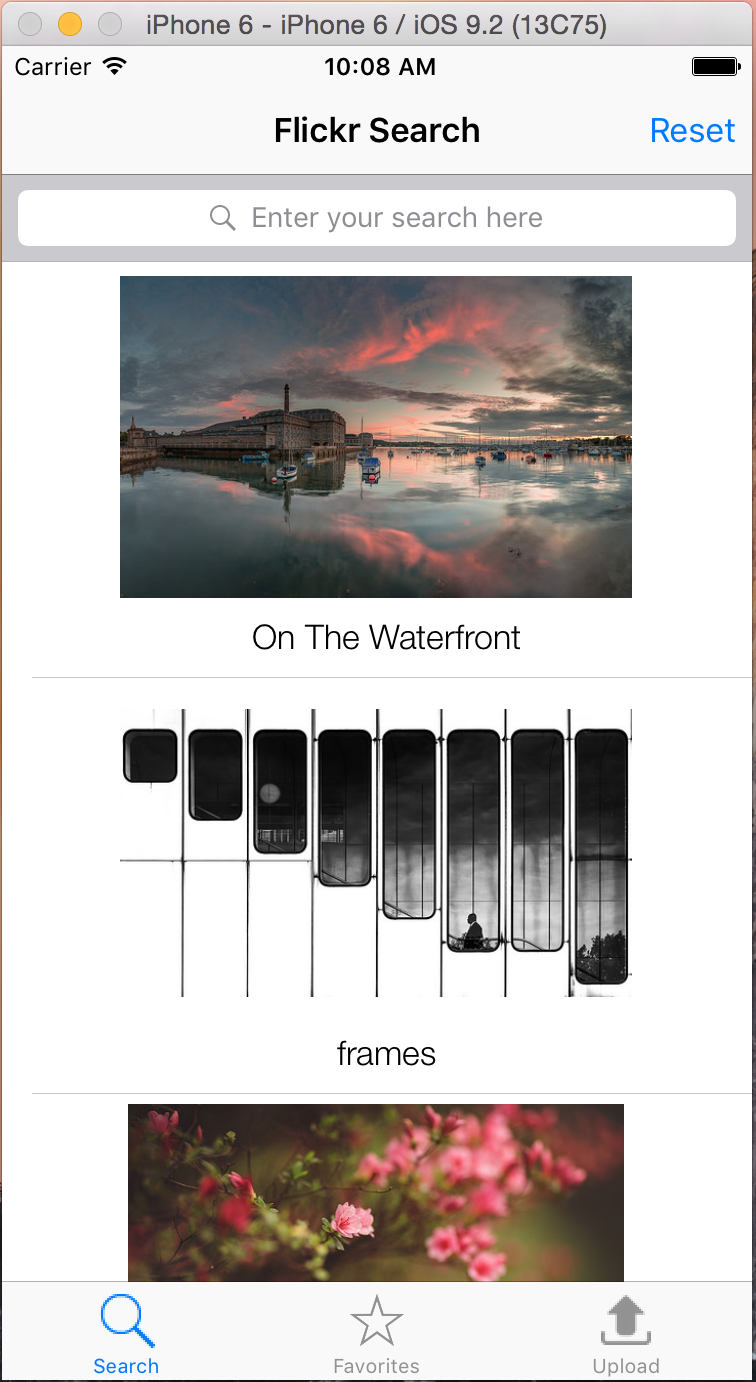 iPhone 6 - iPhone 6 / iOS 9.2 (13C75)
Carrier 10:08 AM
Flickr Search Reset
Enter your search here
On The Waterfront
frames
Search Favorites Upload